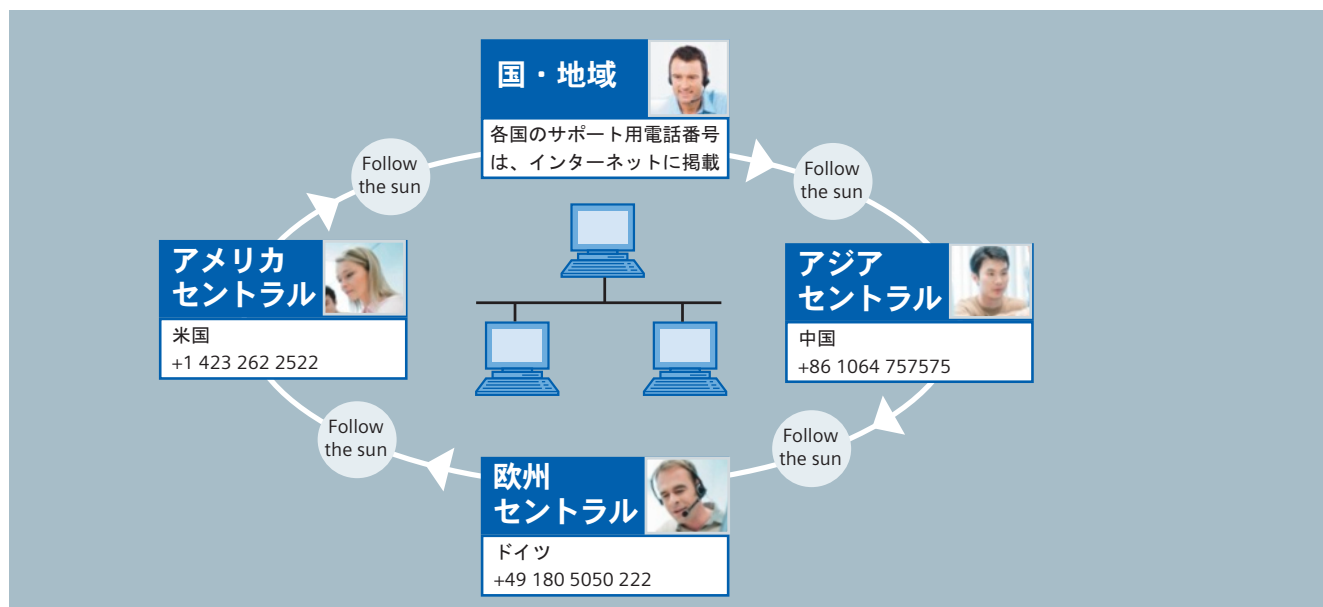 国・地域
各国のサポート用電話番号
は、インターネットに掲載
Follow
the sun
Follow
the sun
アメリカ
セントラル
米国
+1 423 262 2522
アジア
セントラル
中国
+86 1064 757575
Follow
the sun
Follow
the sun
欧州
セントラル
ドイツ
+49 180 5050 222